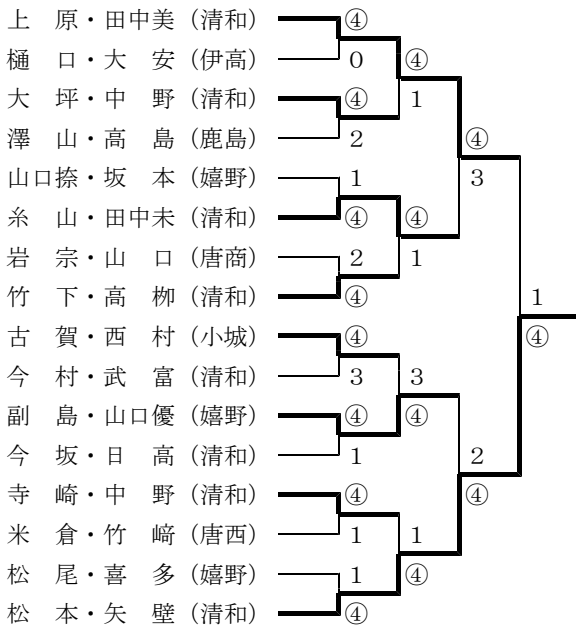 上　原・田中美（清和） ④
④
樋　口・大　安（伊高） 0
大　坪・中　野（清和） ④ 1
④
澤　山・高　島（鹿島） 2
3
山口捺・坂　本（嬉野） 1
糸　山・田中未（清和） ④ ④
岩　宗・山　口（唐商） 2 1
竹　下・高　柳（清和） ④ 1
古　賀・西　村（小城） ④ ④
今　村・武　富（清和） 3 3
副　島・山口優（嬉野） ④ ④
今　坂・日　高（清和） 1 2
寺　崎・中　野（清和） ④ ④
米　倉・竹　﨑（唐西） 1 1
松　尾・喜　多（嬉野） 1 ④
松　本・矢　壁（清和） ④